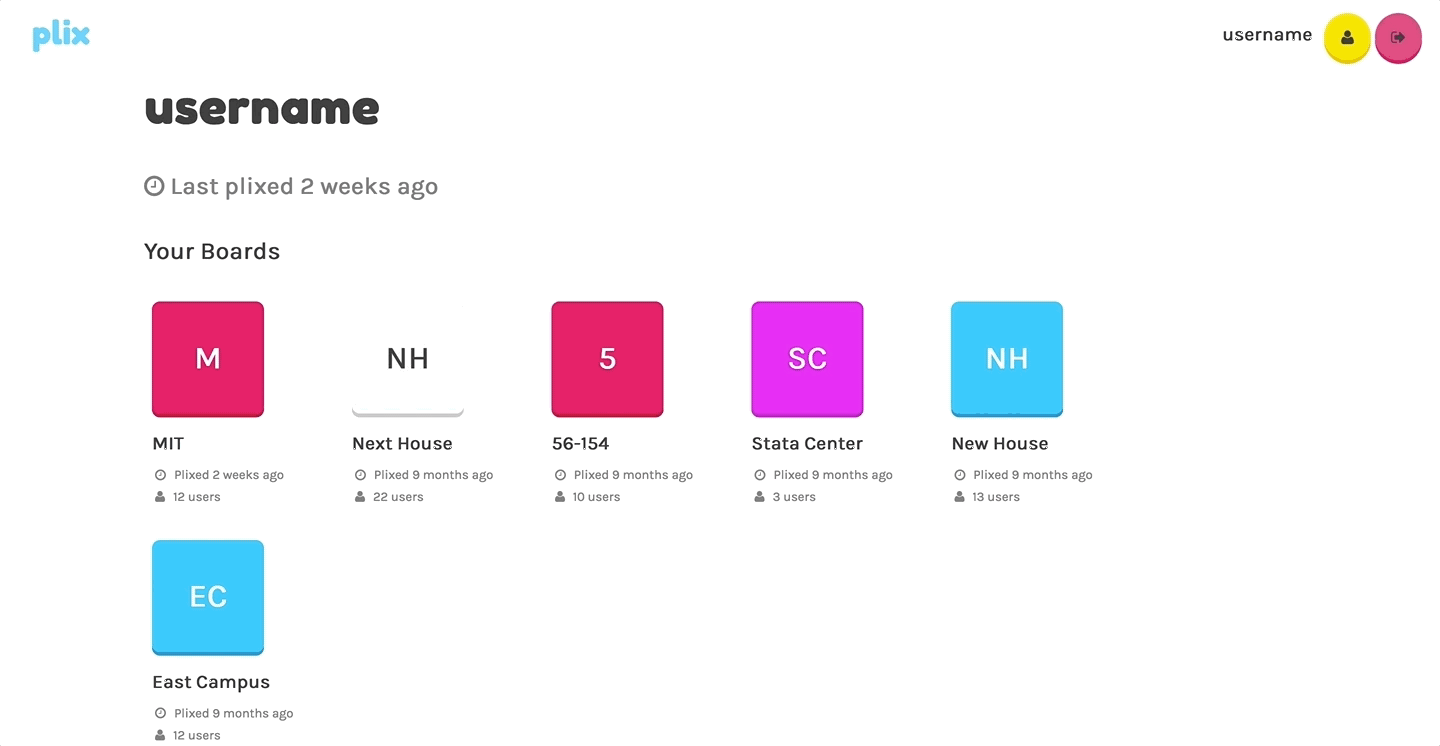 plix
username
username
Last plixed 2 weeks ago
Your Boards
M
NH
5
SC
NH
MIT
Next House
56-154
Stata Center
New House
Plixed 2 weeks ago
Plixed 9 months ago
Plixed 9 months ago
Plixed 9 months ago
Plixed 9 months ago
12 users
22 users
10 users
3 users
13 users
EC
East Campus
Plixed 9 months ago
12 users